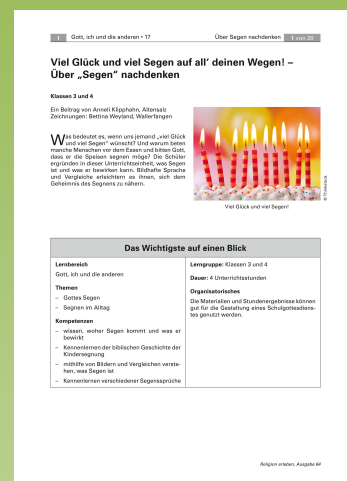 I Gott, ich und die anderen • 17 Über Segen nachdenken 1 von 20
Viel Glück und viel Segen auf all' deinen Wegen! –
Über „Segen“ nachdenken
Klassen 3 und 4
Ein Beitrag von Anneli Klipphahn, Altensalz
Zeichnungen: Bettina Weyland, Wallerfangen
Was bedeutet es, wenn uns jemand „viel Glück
und viel Segen“ wünscht? Und warum beten
manche Menschen vor dem Essen und bitten Gott,
dass er die Speisen segnen möge? Die Schüler
ergründen in dieser Unterrichtseinheit, was Segen
ist und was er bewirken kann. Bildhafte Sprache
und Vergleiche erleichtern es ihnen, sich dem
Geheimnis des Segnens zu nähern.
© Thinkstock
Viel Glück und viel Segen!
Das Wichtigste auf einen Blick
Lernbereich
Gott, ich und die anderen
Themen
– Gottes Segen
– Segnen im Alltag
Kompetenzen
– wissen, woher Segen kommt und was er
bewirkt
– Kennenlernen der biblischen Geschichte der
Kindersegnung
– mithilfe von Bildern und Vergleichen verste-
hen, was Segen ist
– Kennenlernen verschiedener Segenssprüche
Lerngruppe: Klassen 3 und 4
Dauer: 4 Unterrichtsstunden
Organisatorisches
Die Materialien und Stundenergebnisse können
gut für die Gestaltung eines Schulgottesdiens-
tes genutzt werden.
Religion erleben, Ausgabe 64